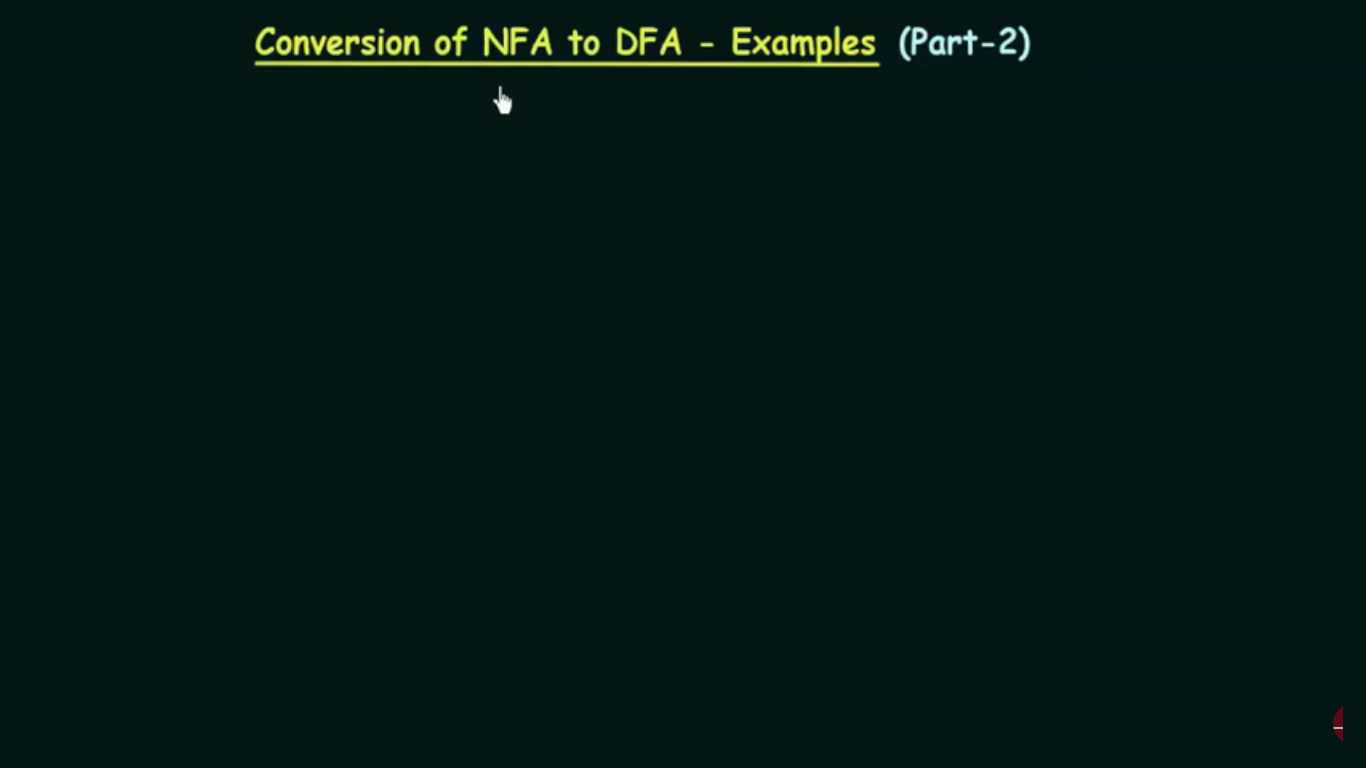 Conversion of NFA to DFA - Examples (Part-2)